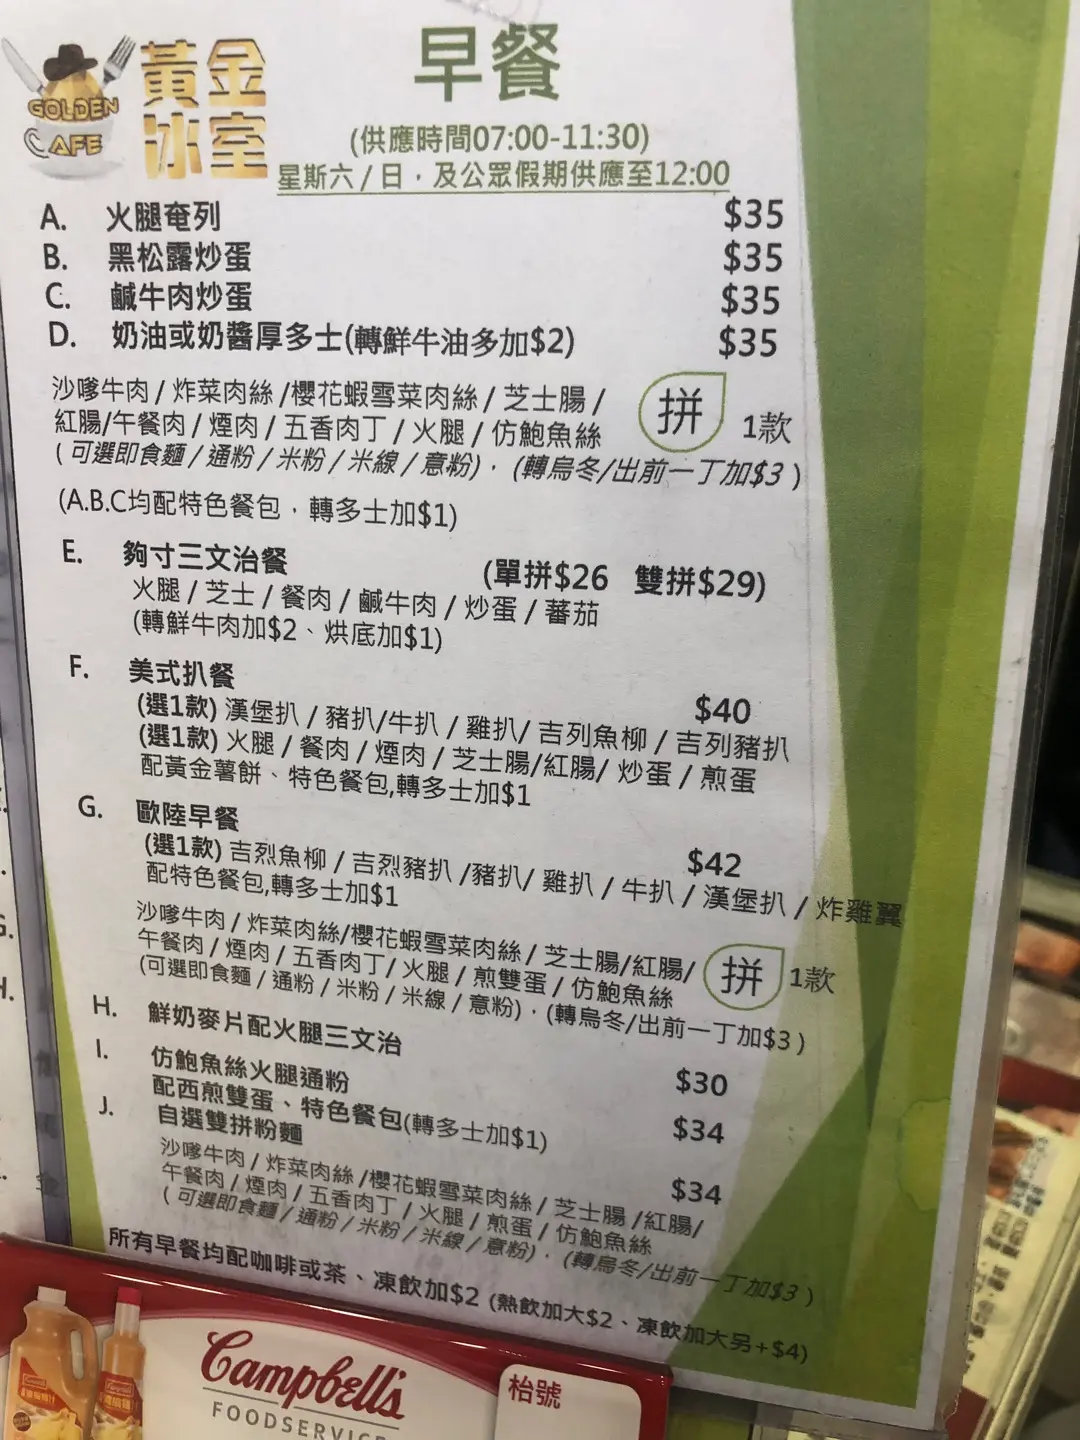 GOLDEN CAFE
黃金冰室
早餐
(供應時間07:00-11:30)
星斯六/日,及公眾假期供應至12:00
A. 火腿奄列 $35
B. 黑松露炒蛋 $35
C. 鹹牛肉炒蛋 $35
D. 奶油或奶醬厚多士(轉鮮牛油多加$2) $35
沙嗲牛肉/炸菜肉絲/櫻花蝦雪菜肉絲/芝士腸/
紅腸/午餐肉/煙肉/五香肉丁/火腿/仿鮑魚絲
拼 1款
(可選即食麵/通粉/米粉/米線/意粉),(轉烏冬/出前一丁加$3)
(A.B.C均配特色餐包,轉多士加$1)
E. 夠寸三文治餐 (單拼$26 雙拼$29)
火腿/芝士/餐肉/鹹牛肉/炒蛋/蕃茄
(轉鮮牛肉加$2、烘底加$1)
F. 美式扒餐 $40
(選1款)漢堡扒/豬扒/牛扒/雞扒/吉列魚柳/吉列豬扒
(選1款)火腿/餐肉/煙肉/芝士腸/紅腸/炒蛋/煎蛋
配黃金薯餅、特色餐包,轉多士加$1
G. 歐陸早餐 $42
(選1款)吉烈魚柳/吉烈豬扒/豬扒/雞扒/牛扒/漢堡扒/炸雞翼
配特色餐包,轉多士加$1
沙嗲牛肉/炸菜肉絲/櫻花蝦雪菜肉絲/芝士腸/紅腸/
午餐肉/煙肉/五香肉丁/火腿/煎雙蛋/仿鮑魚絲
拼 1款
(可選即食麵/通粉/米粉/米線/意粉),(轉烏冬/出前一丁加$3)
H. 鮮奶麥片配火腿三文治 $30
I. 仿鮑魚絲火腿通粉
配西煎雙蛋、特色餐包(轉多士加$1) $34
J. 自選雙拼粉麵 $34
沙嗲牛肉/炸菜肉絲/櫻花蝦雪菜肉絲/芝士腸/紅腸/
午餐肉/煙肉/五香肉丁/火腿/煎蛋/仿鮑魚絲
(可選即食麵/通粉/米粉/米線/意粉),(轉烏冬/出前一丁加$3)
所有早餐均配咖啡或茶、凍飲加$2(熱飲加大$2、凍飲加大另+$4)
Campbell's
FOODSERVICE
枱號